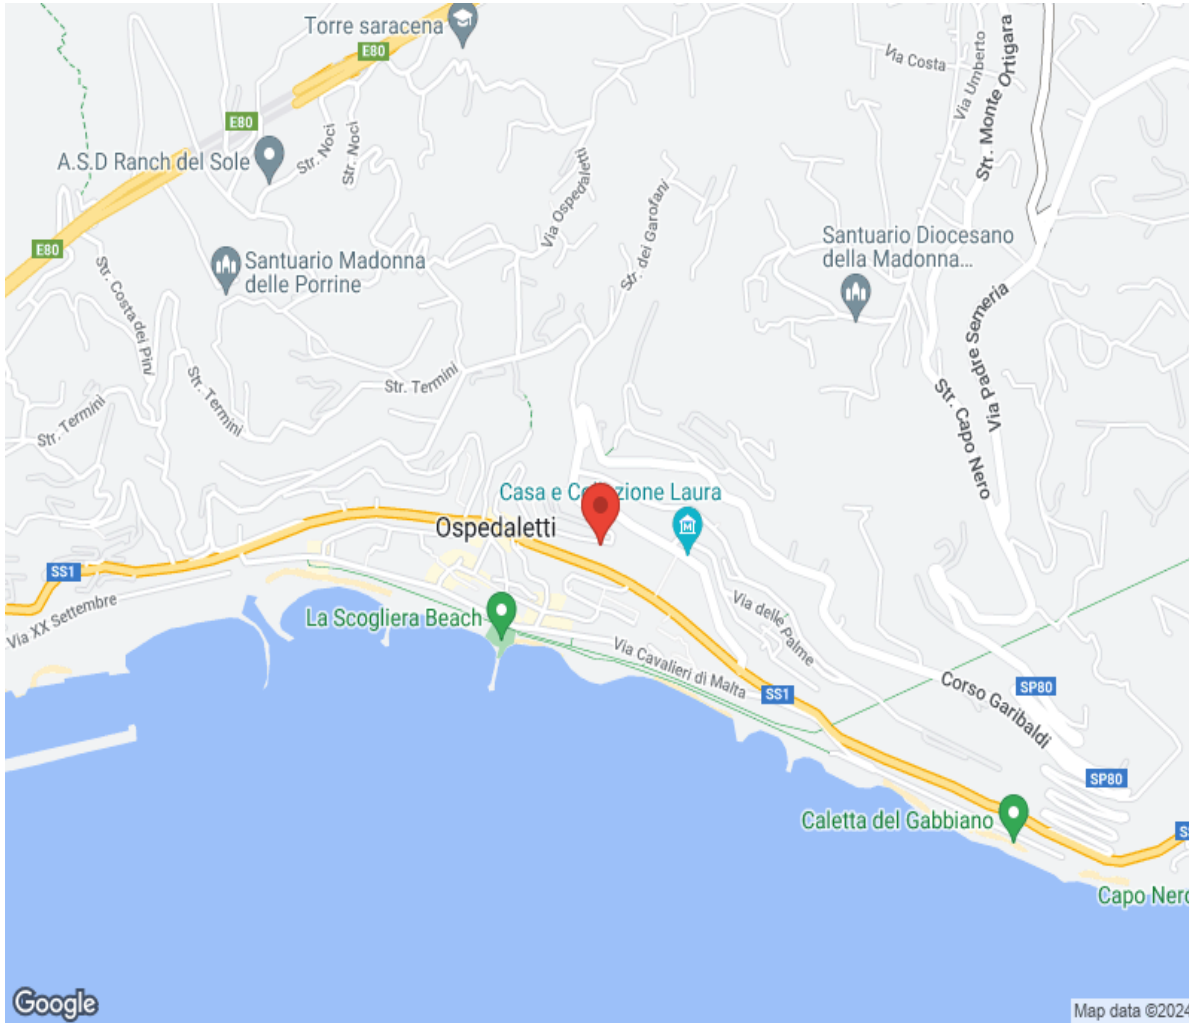 Torre saracena
E80
Via Costa
Via Umberto
Str. Monte Ortigara
E80
A.S.D Ranch del Sole
Str. Noci
Str. Noci
Via Ospedaletti
Str. dei Garofani
E80
Santuario Madonna
delle Porrine
Santuario Diocesano
della Madonna...
Str. Costa dei Pini
Via Padre Semeria
Str. Termini
Str. Termini
Str. Termini
Str. Capo Nero
Casa e Collezione Laura
Ospedaletti
SS1
Via XX Settembre
La Scogliera Beach
Via delle Palme
Via Cavalieri di Malta
SS1
Corso Garibaldi
SP80
SP80
Caletta del Gabbiano
Capo Nero
Google
Map data ©2024